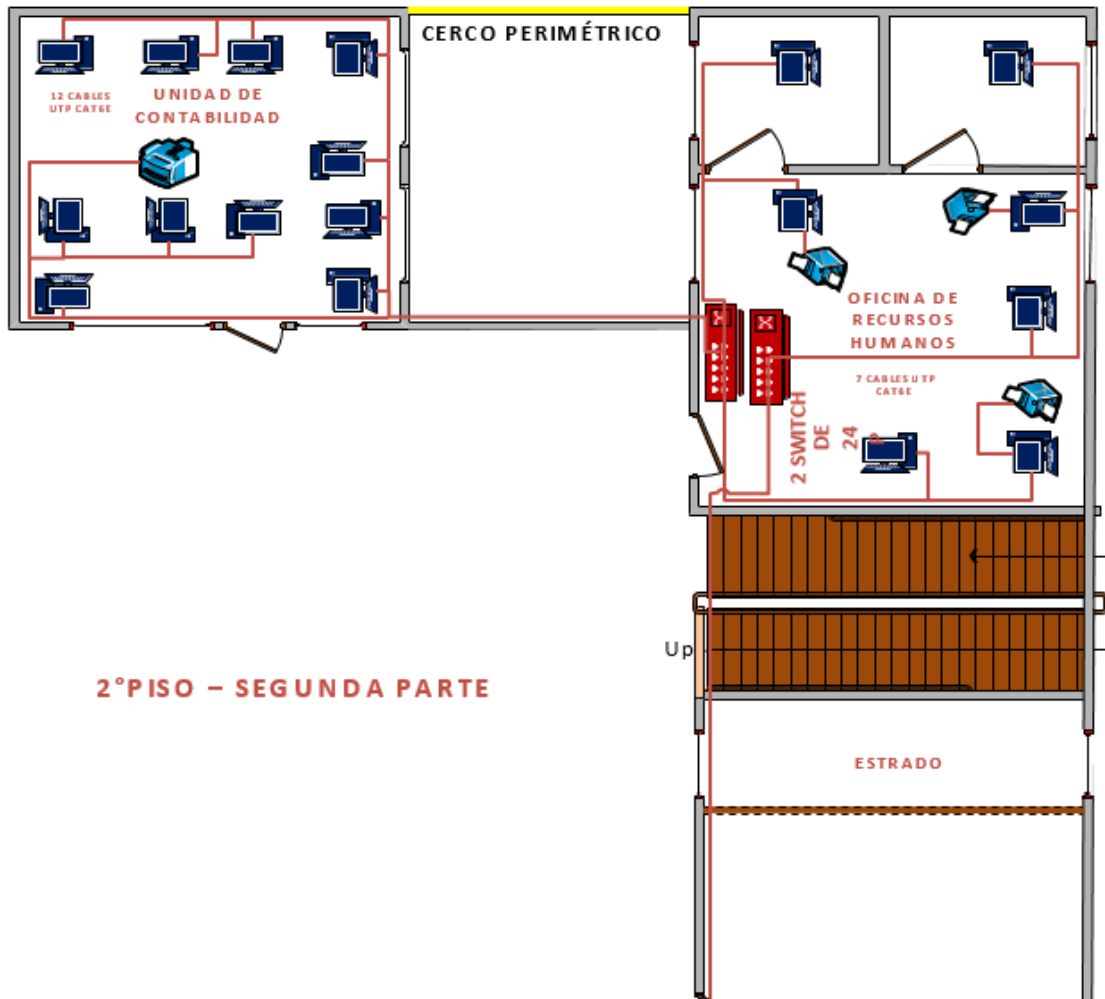 CERCO PERIMÉTRICO
12 CABLES
UTP CAT6E
UNIDAD DE
CONTABILIDAD
OFICINA DE
RECURSOS
HUMANOS
7 CABLES UTP
CAT6E
2 SWITCH
DE
24 P
Up
2°PISO – SEGUNDA PARTE
ESTRADO